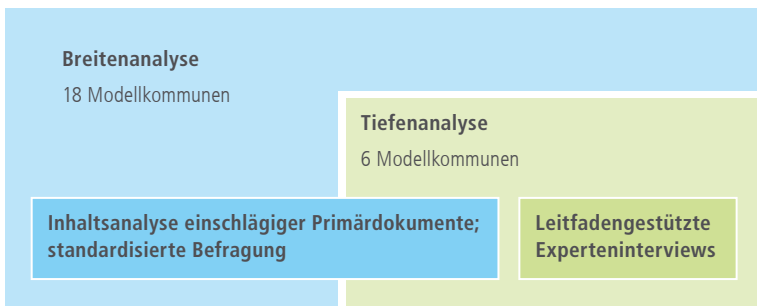 Breitenanalyse
18 Modellkommunen
Tiefenanalyse
6 Modellkommunen
Inhaltsanalyse einschlägiger Primärdokumente;
standardisierte Befragung
Leitfadengestützte
Experteninterviews